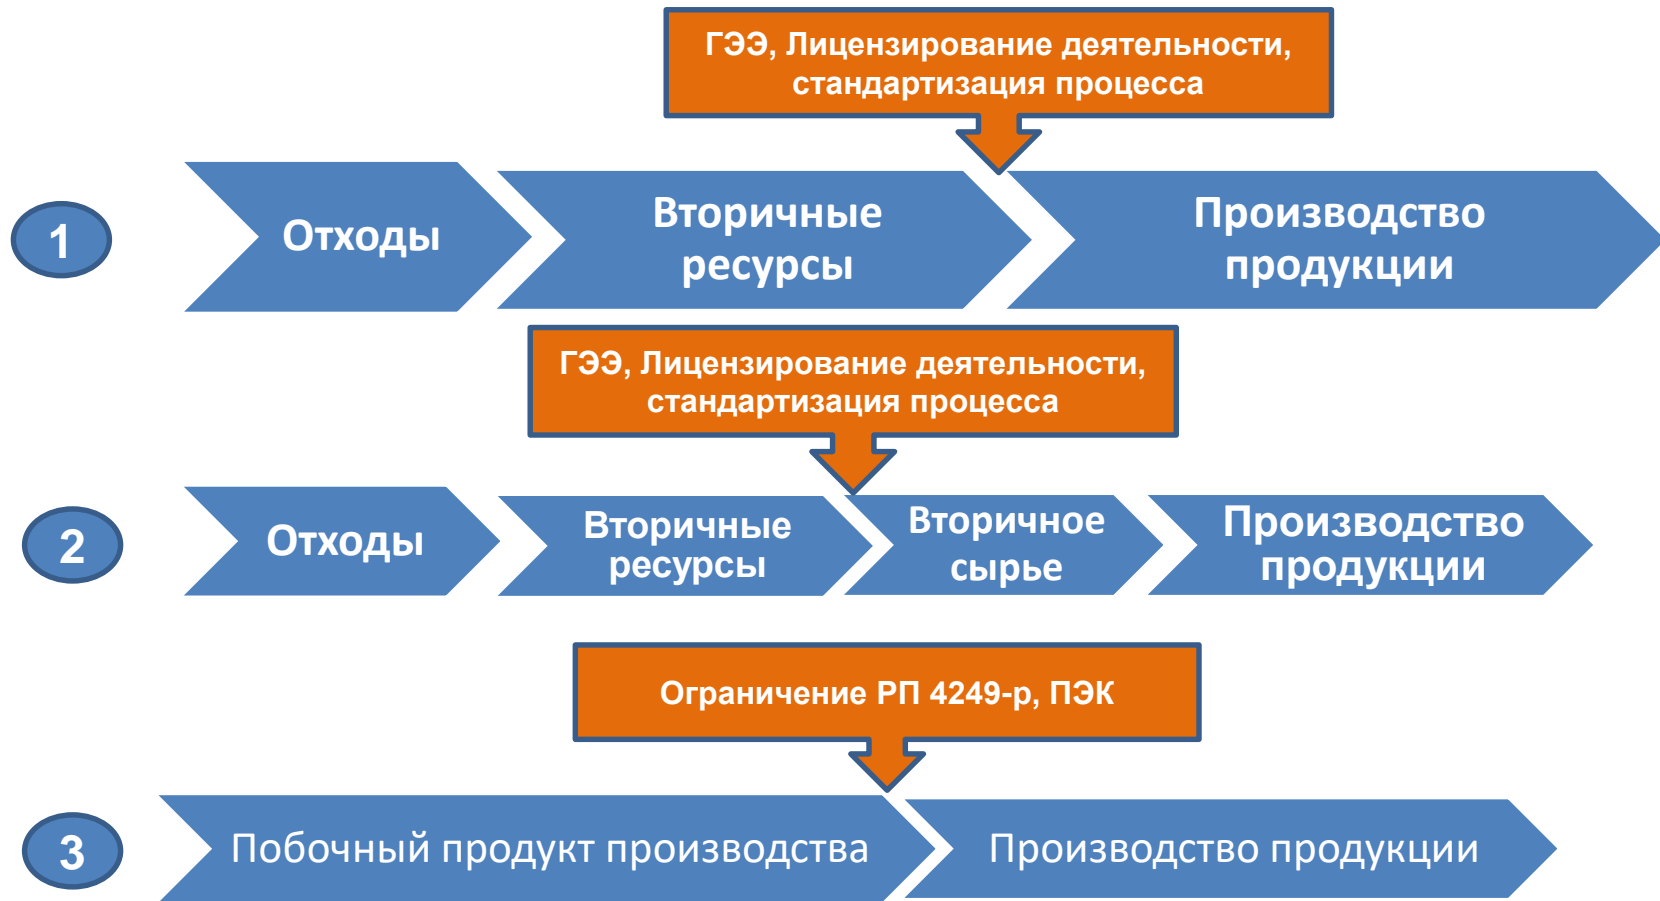 ГЭЭ, Лицензирование деятельности,
стандартизация процесса
1
Отходы
Вторичные
ресурсы
Производство
продукции
ГЭЭ, Лицензирование деятельности,
стандартизация процесса
2
Отходы
Вторичные
ресурсы
Вторичное
сырье
Производство
продукции
Ограничение РП 4249-р, ПЭК
3
Побочный продукт производства
Производство продукции